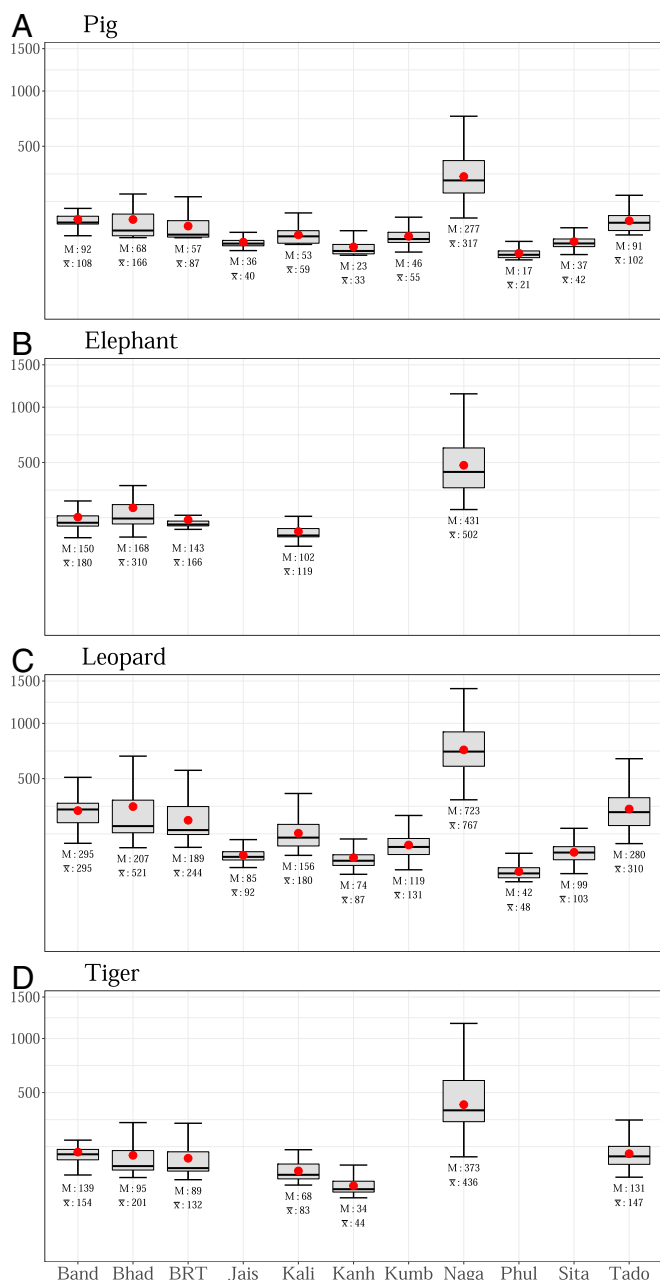 A Pig
1500
1000
500
M : 92
x̅ : 108
M : 68
x̅ : 166
M : 57
x̅ : 87
M : 36
x̅ : 40
M : 53
x̅ : 59
M : 23
x̅ : 33
M : 46
x̅ : 55
M : 277
x̅ : 317
M : 17
x̅ : 21
M : 37
x̅ : 42
M : 91
x̅ : 102
B Elephant
1500
1000
500
M : 150
x̅ : 180
M : 168
x̅ : 310
M : 143
x̅ : 166
M : 102
x̅ : 119
M : 431
x̅ : 502
C Leopard
1500
1000
500
M : 295
x̅ : 295
M : 207
x̅ : 521
M : 189
x̅ : 244
M : 85
x̅ : 92
M : 156
x̅ : 180
M : 74
x̅ : 87
M : 119
x̅ : 131
M : 723
x̅ : 767
M : 42
x̅ : 48
M : 99
x̅ : 103
M : 280
x̅ : 310
D Tiger
1500
1000
500
M : 139
x̅ : 154
M : 95
x̅ : 201
M : 89
x̅ : 132
M : 68
x̅ : 83
M : 34
x̅ : 44
M : 373
x̅ : 436
M : 131
x̅ : 147
Band Bhad BRT Jais Kali Kanh Kumb Naga Phul Sita Tado